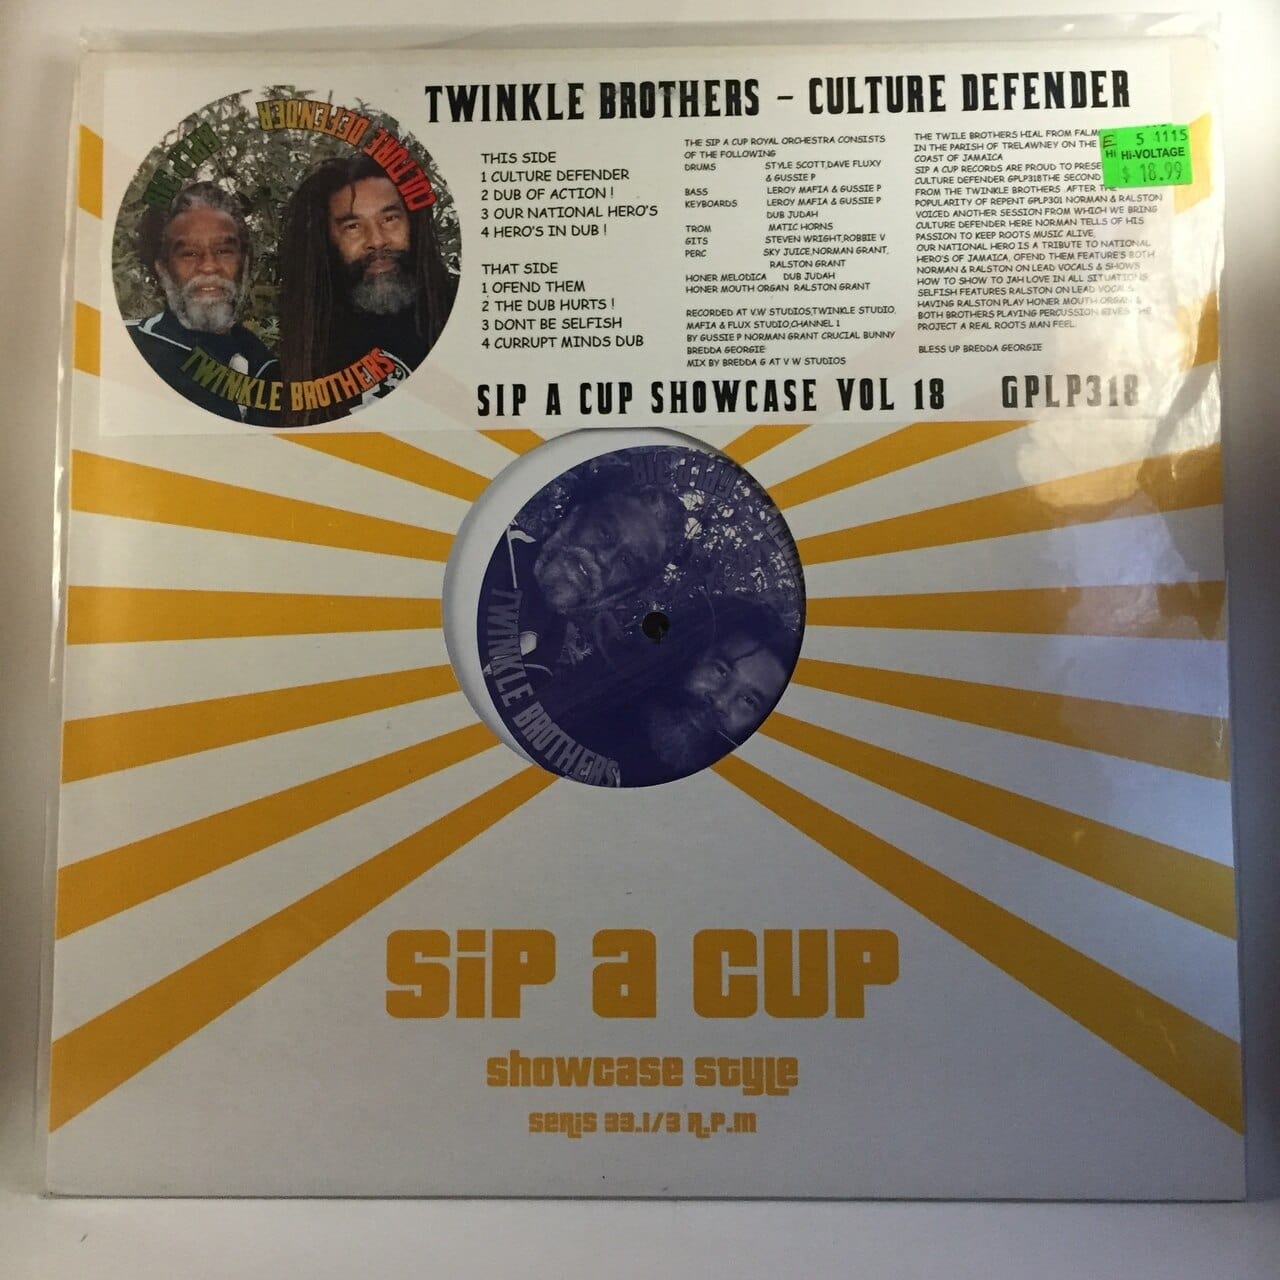 TWINKLE BROTHERS - CULTURE DEFENDER
CULTURE DEFENDER
TWINKLE BROTHERS
THIS SIDE
1 CULTURE DEFENDER
2 DUB OF ACTION !
3 OUR NATIONAL HERO'S
4 HERO'S IN DUB !
THAT SIDE
1 OFEND THEM
2 THE DUB HURTS !
3 DONT BE SELFISH
4 CURRUPT MINDS DUB
THE SIP A CUP ROYAL ORCHESTRA CONSISTS
OF THE FOLLOWING
DRUMS STYLE SCOTT,DAVE FLUXY
& GUSSIE P
BASS LEROY MAFIA & GUSSIE P
KEYBOARDS LEROY MAFIA & GUSSIE P
DUB JUDAH
TROM MATIC HORNS
GITS STEVEN WRIGHT,ROBBIE V
PERC SKY JUICE,NORMAN GRANT,
RALSTON GRANT
HONER MELODICA DUB JUDAH
HONER MOUTH ORGAN RALSTON GRANT
RECORDED AT V.W STUDIOS,TWINKLE STUDIO,
MAFIA & FLUX STUDIO,CHANNEL 1
BY GUSSIE P NORMAN GRANT CRUCIAL BUNNY
BREDDA GEORGIE
MIX BY BREDDA G AT V W STUDIOS
THE TWILE BROTHERS HIAL FROM
IN THE PARISH OF TRELAWNEY ON THE
COAST OF JAMAICA
SIP A CUP RECORDS ARE PROUD TO
CULTURE DEFENDER GPLP318THE SECOND
FROM THE TWINKLE BROTHERS .AFTER THE
POPULARITY OF REPENT GPLP301 NORMAN & RALSTON
VOICED ANOTHER SESSION FROM WHICH WE BRING
CULTURE DEFENDER HERE NORMAN TELLS OF HIS
PASSION TO KEEP ROOTS MUSIC ALIVE,
OUR NATIONAL HERO IS A TRIBUTE TO NATIONAL
HERO'S OF JAMAICA, OFEND THEM FEATURE'S BOTH
NORMAN & RALSTON ON LEAD VOCALS & SHOWS
HOW TO SHOW TO JAH LOVE IN ALL SITUATIONS,
SELFISH FEATURES RALSTON ON LEAD VOCALS
HAVING RALSTON PLAY HONER MOUTH ORGAN &
BOTH BROTHERS PLAYING PERCUSSION GIVES THE
PROJECT A REAL ROOTS MAN FEEL.
BLESS UP BREDDA GEORGIE
5 1115
Hi-VOLTAGE
$ 18.99
SIP A CUP SHOWCASE VOL 18 GPLP318
TWINKLE BROTHERS
SiP a CUP
showcase style
seris 33.1/3 R.P.M